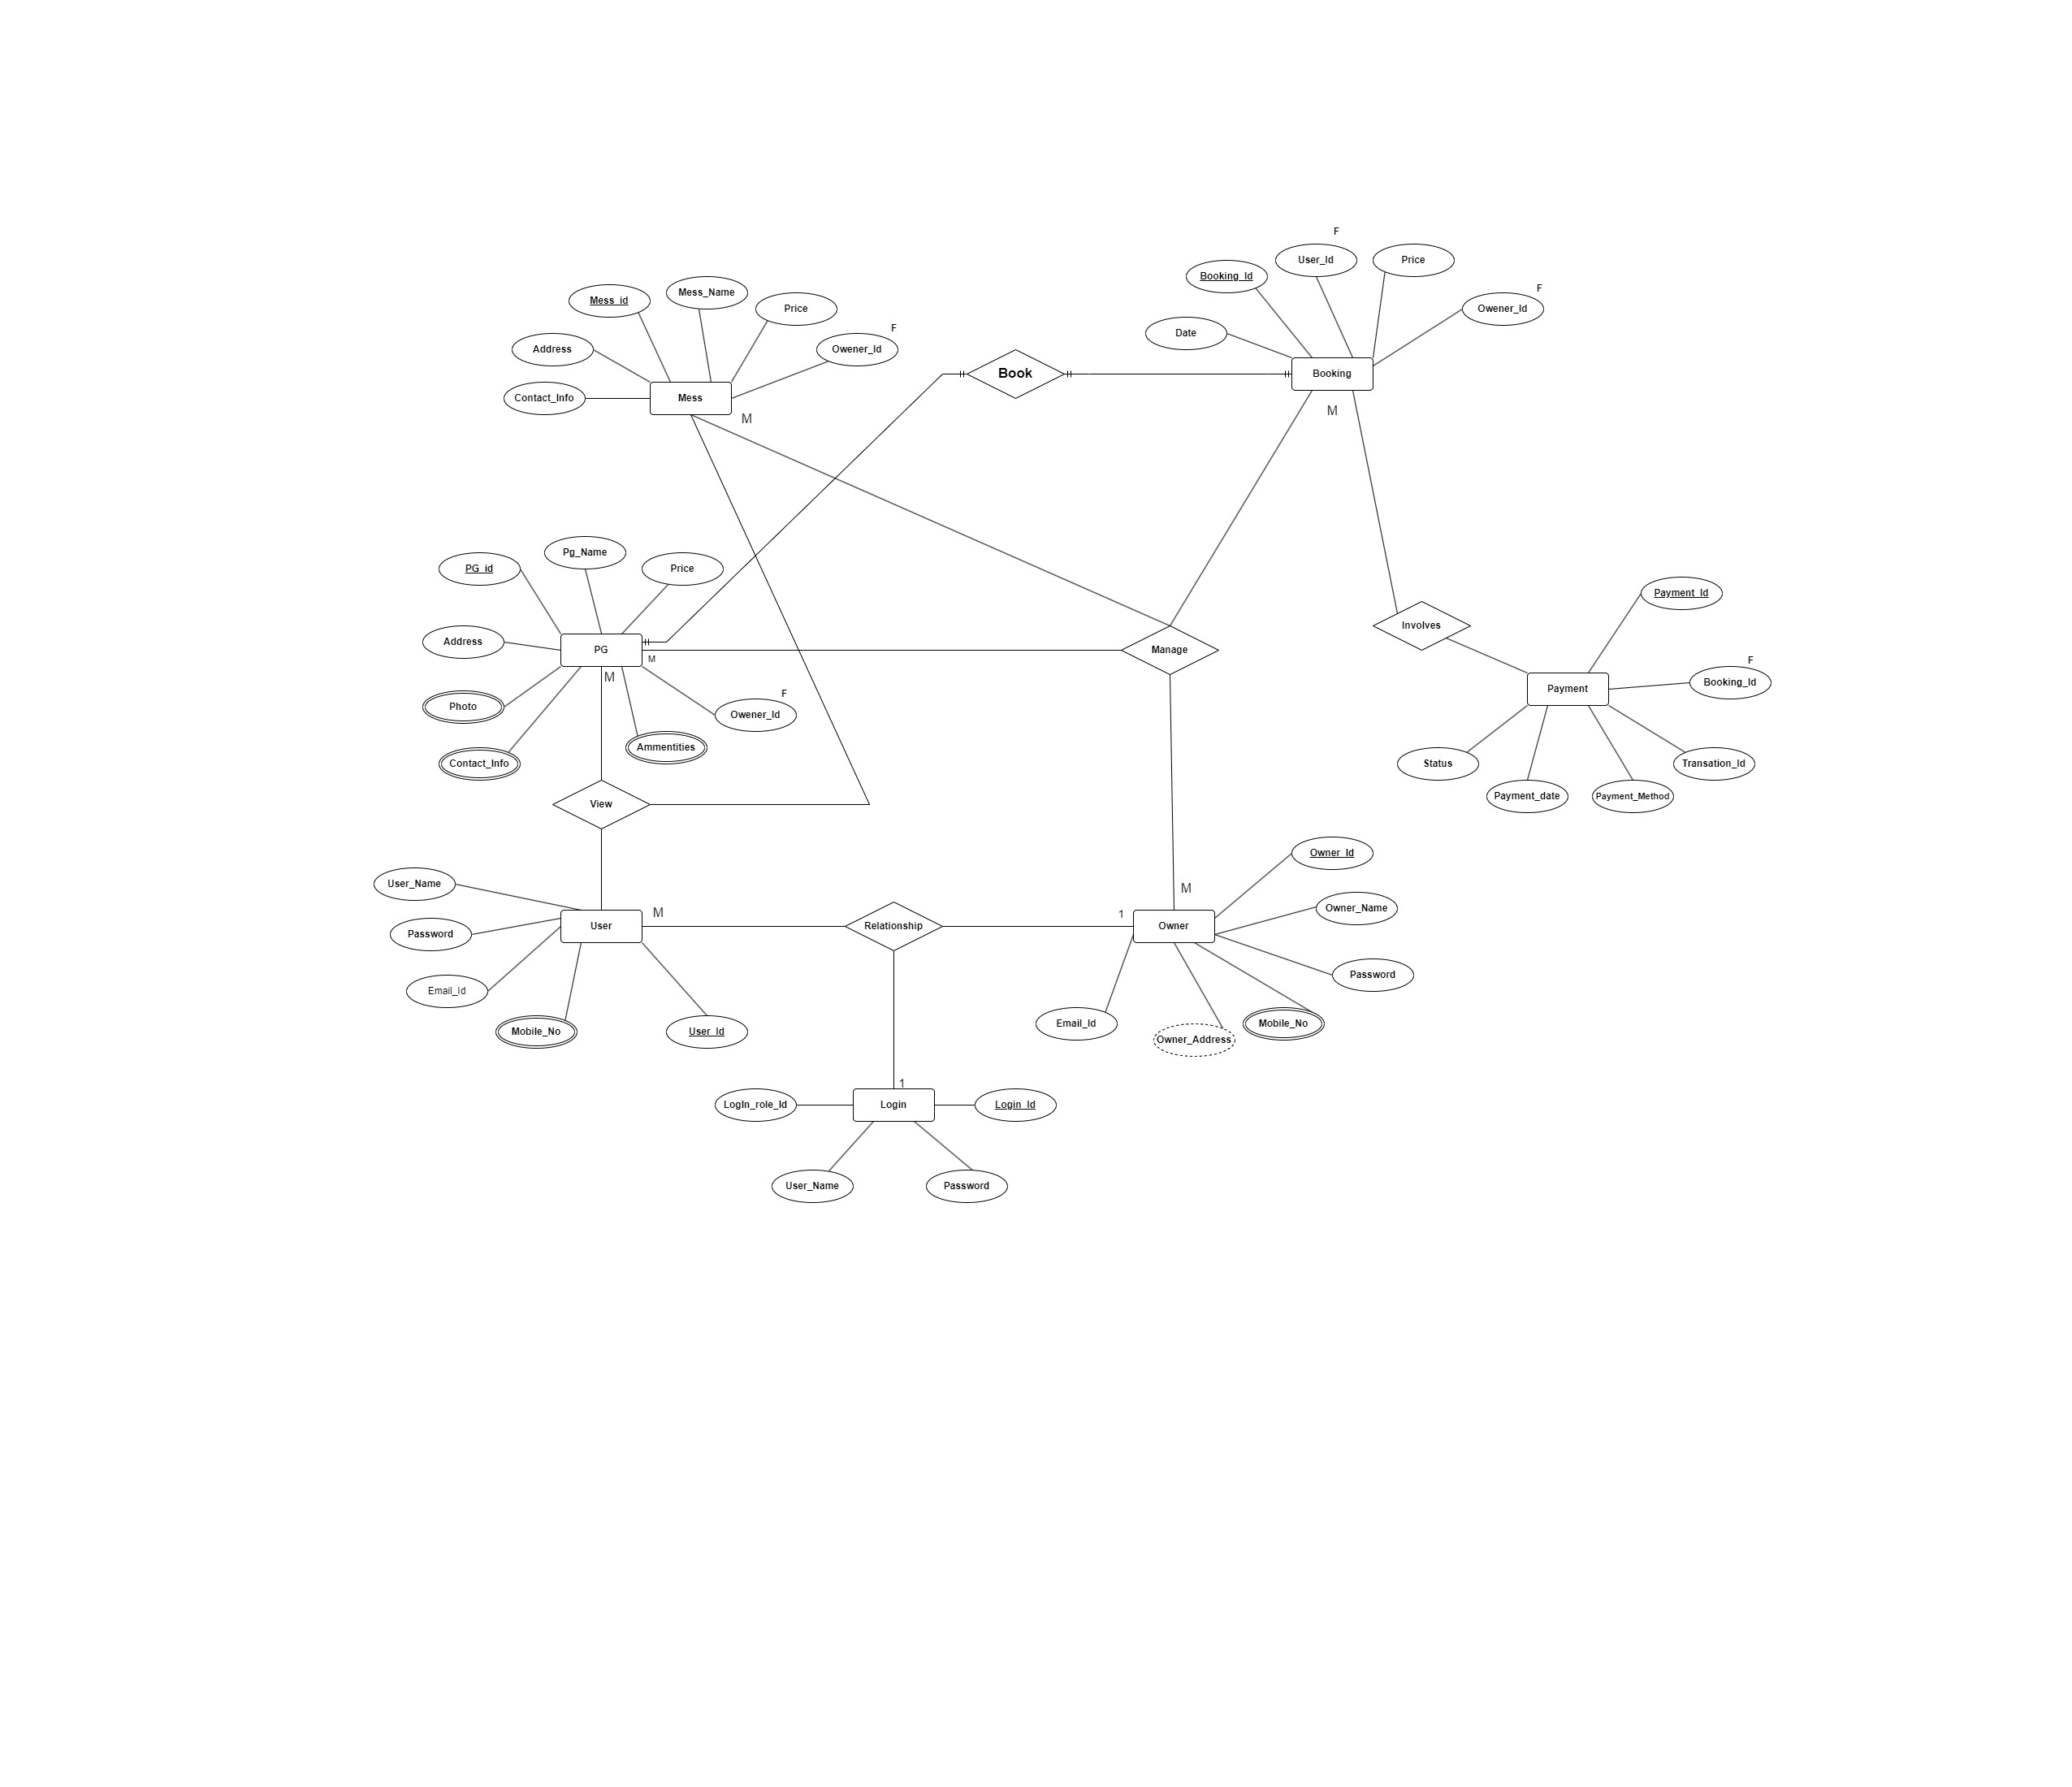 F
User_Id
Price
Booking_Id
F
Owener_Id
Date
Booking
M
Mess_id
Mess_Name
Price
F
Owener_Id
Address
Contact_Info
Mess
M
Book
PG_id
Pg_Name
Price
Address
PG
M
M
Photo
Contact_Info
Ammentities
F
Owener_Id
Manage
Involves
Payment_Id
F
Booking_Id
Payment
Status
Payment_date
Payment_Method
Transation_Id
View
User_Name
Password
Email_Id
Mobile_No
User_Id
User
M
Relationship
1
M
Owner
Owner_Id
Owner_Name
Password
Mobile_No
Owner_Address
Email_Id
1
LogIn_role_Id
Login
Login_Id
User_Name
Password